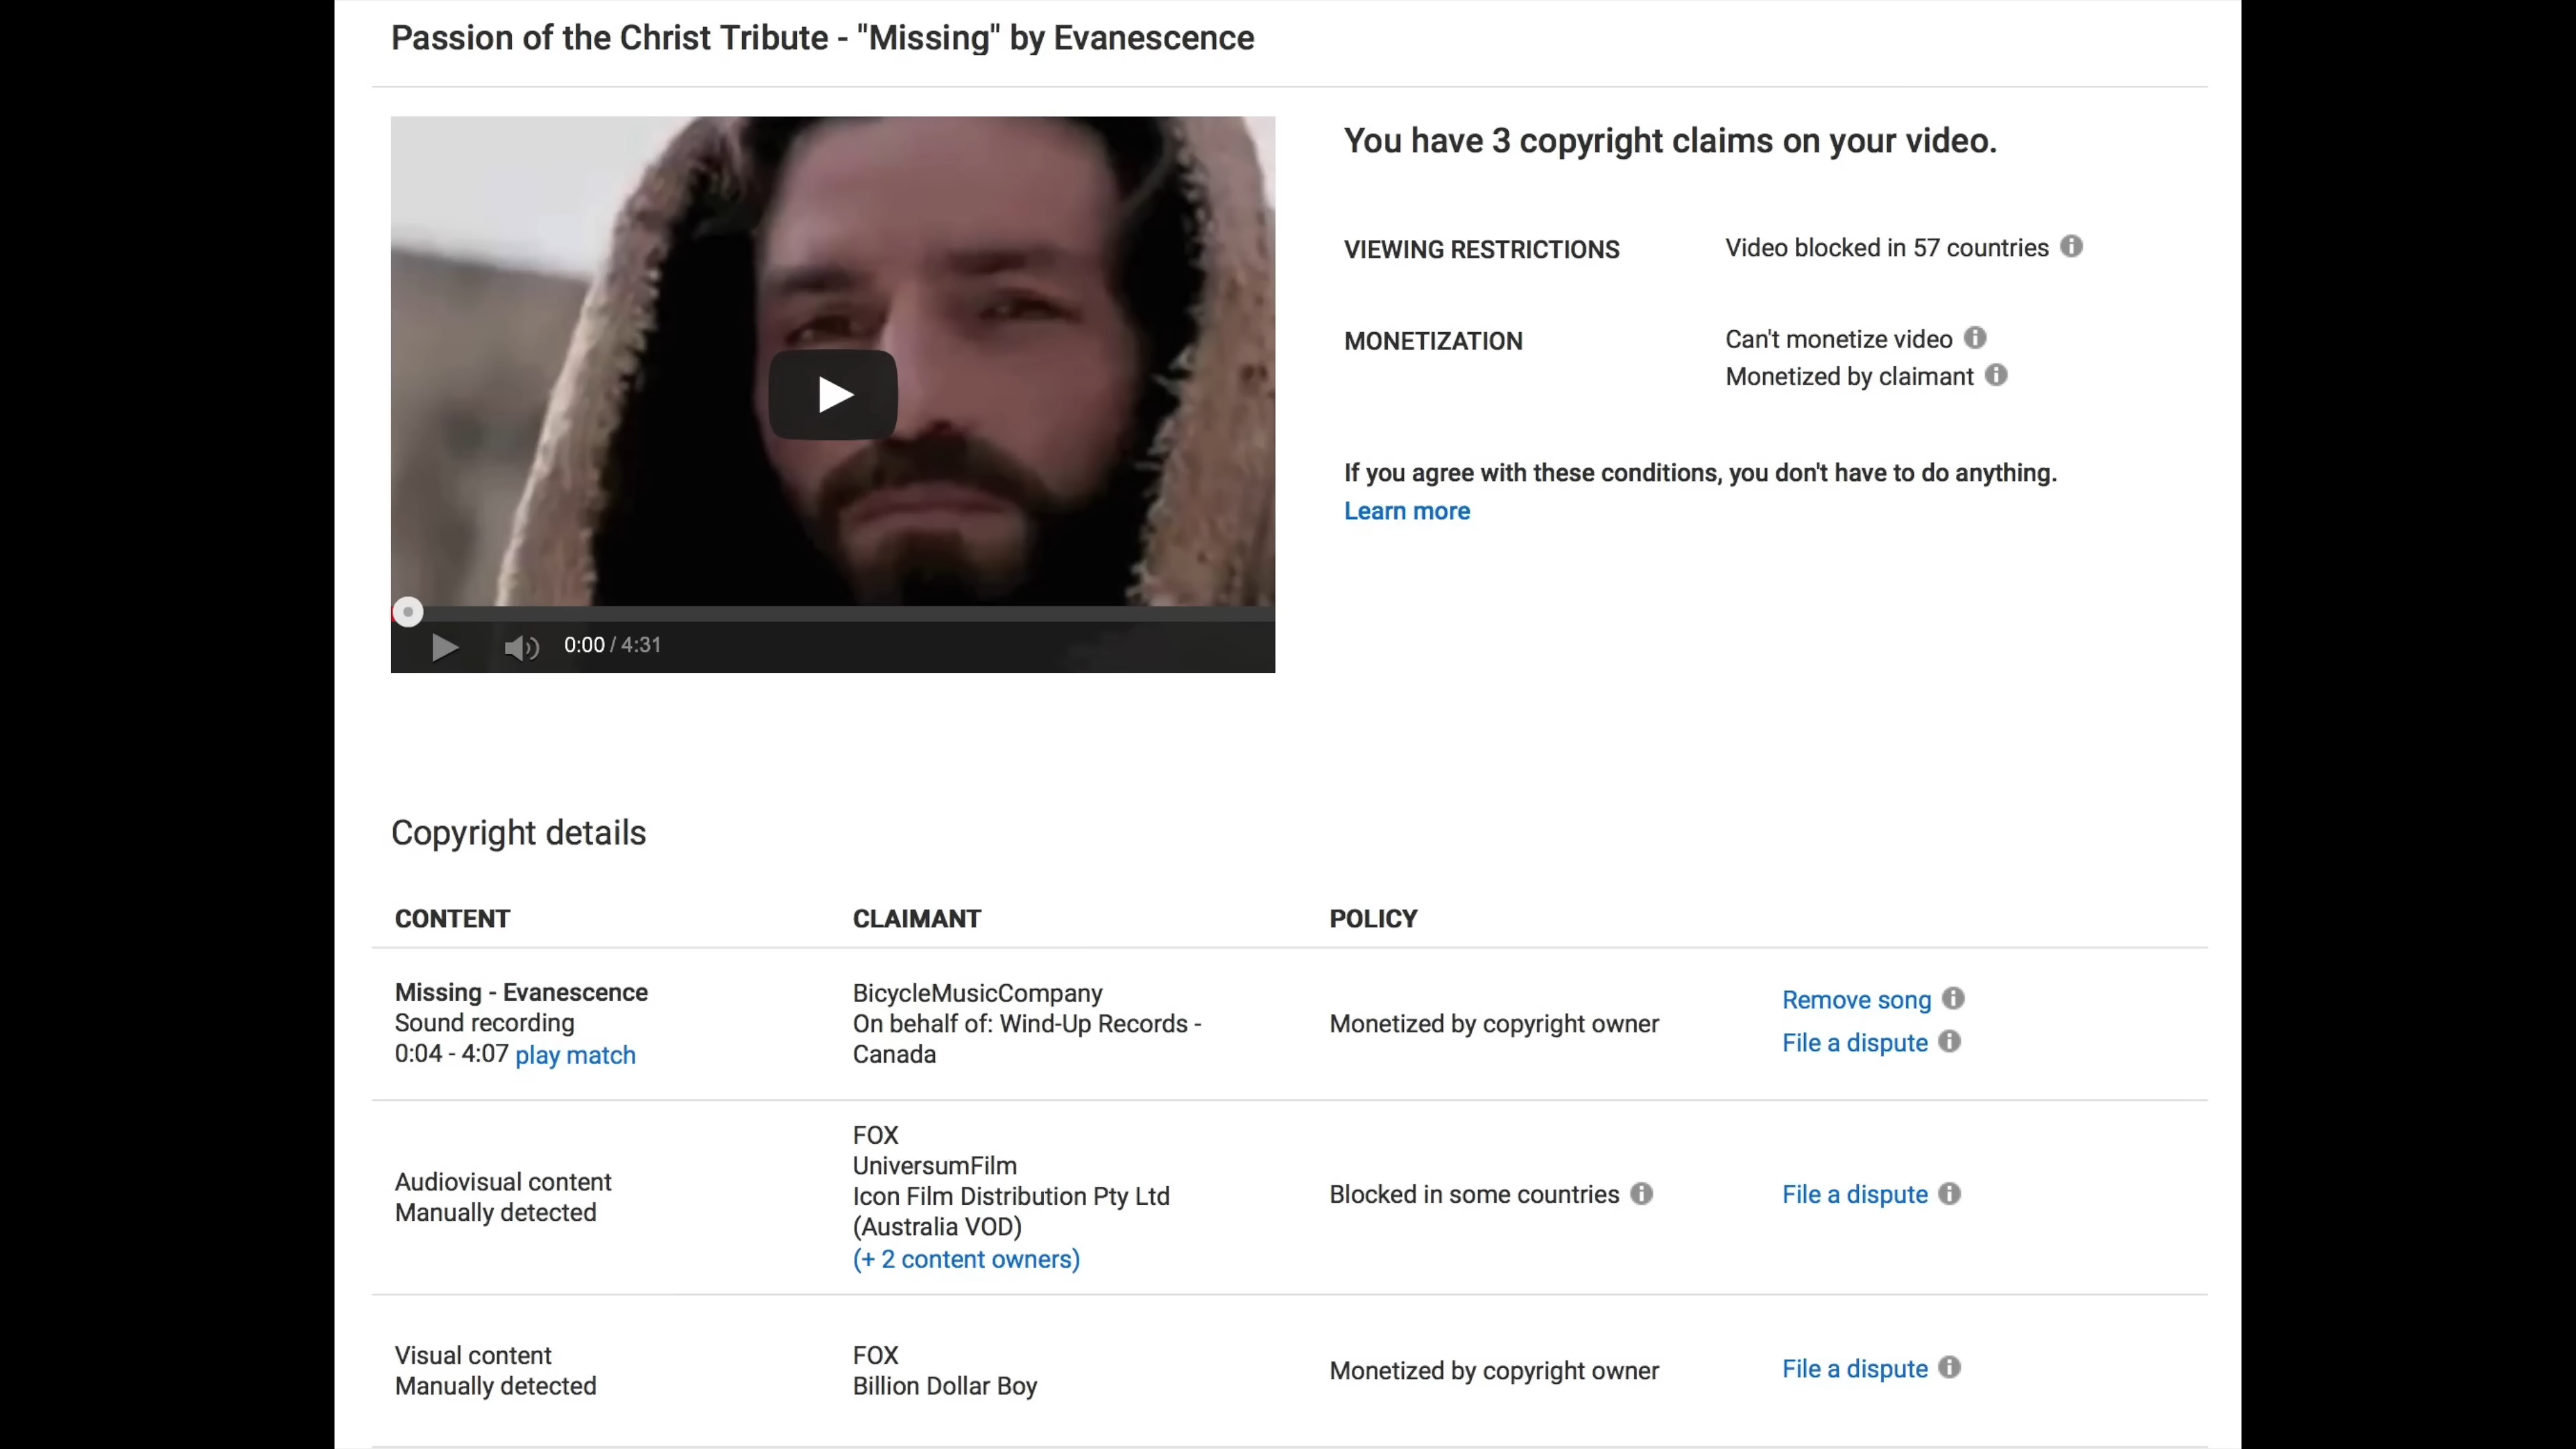 Passion of the Christ Tribute - "Missing" by Evanescence
You have 3 copyright claims on your video.
VIEWING RESTRICTIONS
Video blocked in 57 countries
MONETIZATION
Can't monetize video
Monetized by claimant
If you agree with these conditions, you don't have to do anything.
Learn more
0:00 / 4:31
Copyright details
CONTENT
CLAIMANT
POLICY
Missing - Evanescence
Sound recording
0:04 - 4:07 play match
BicycleMusicCompany
On behalf of: Wind-Up Records -
Canada
Monetized by copyright owner
Remove song
File a dispute
Audiovisual content
Manually detected
FOX
UniversumFilm
Icon Film Distribution Pty Ltd
(Australia VOD)
(+ 2 content owners)
Blocked in some countries
File a dispute
Visual content
Manually detected
FOX
Billion Dollar Boy
Monetized by copyright owner
File a dispute